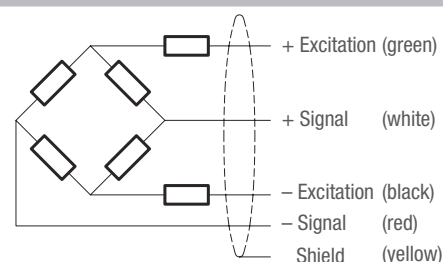 + Excitation (green)
+ Signal (white)
– Excitation (black)
– Signal (red)
Shield (yellow)